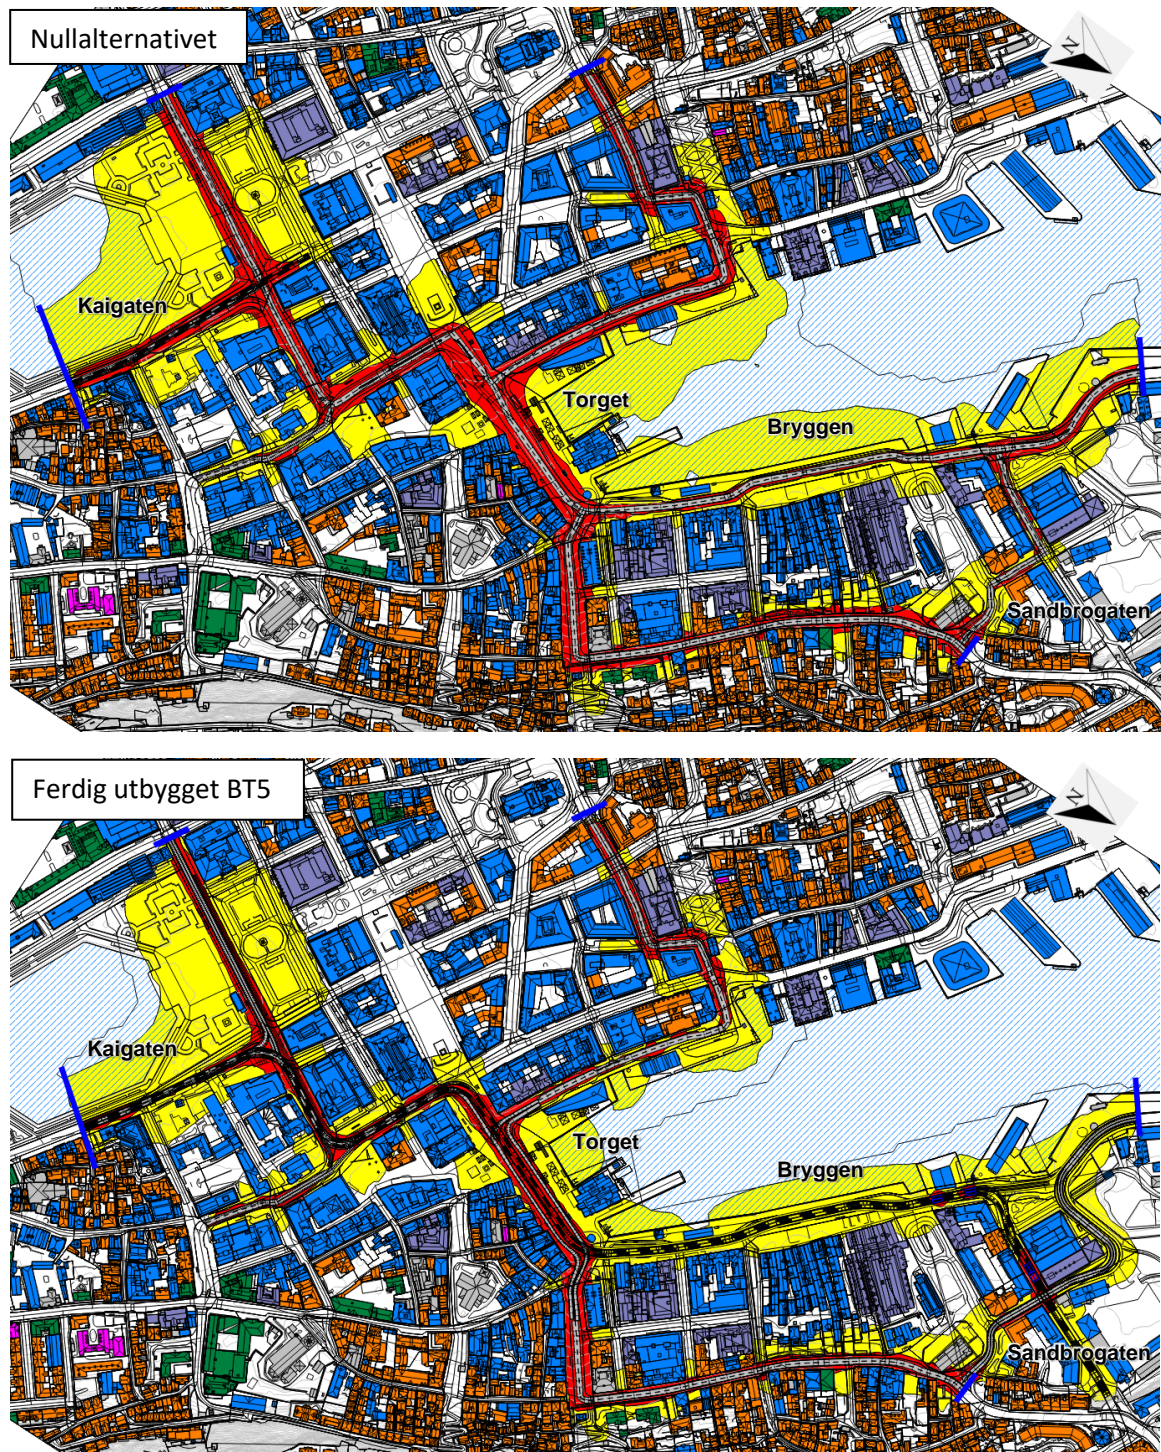 Nullalternativet
N
Kaigaten
Torget
Bryggen
Sandbrogaten
Ferdig utbygget BT5
N
Kaigaten
Torget
Bryggen
Sandbrogaten